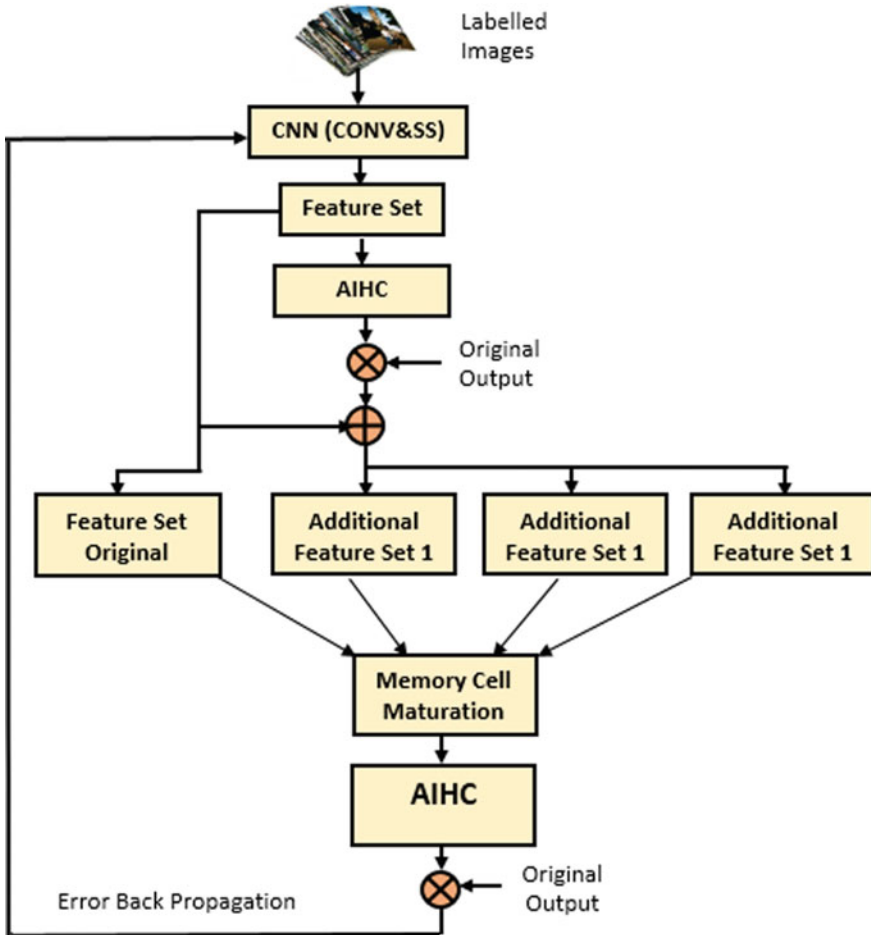 Labelled
Images
CNN (CONV&SS)
Feature Set
AIHC
Original
Output
Feature Set
Original
Additional
Feature Set 1
Additional
Feature Set 1
Additional
Feature Set 1
Memory Cell
Maturation
AIHC
Original
Output
Error Back Propagation